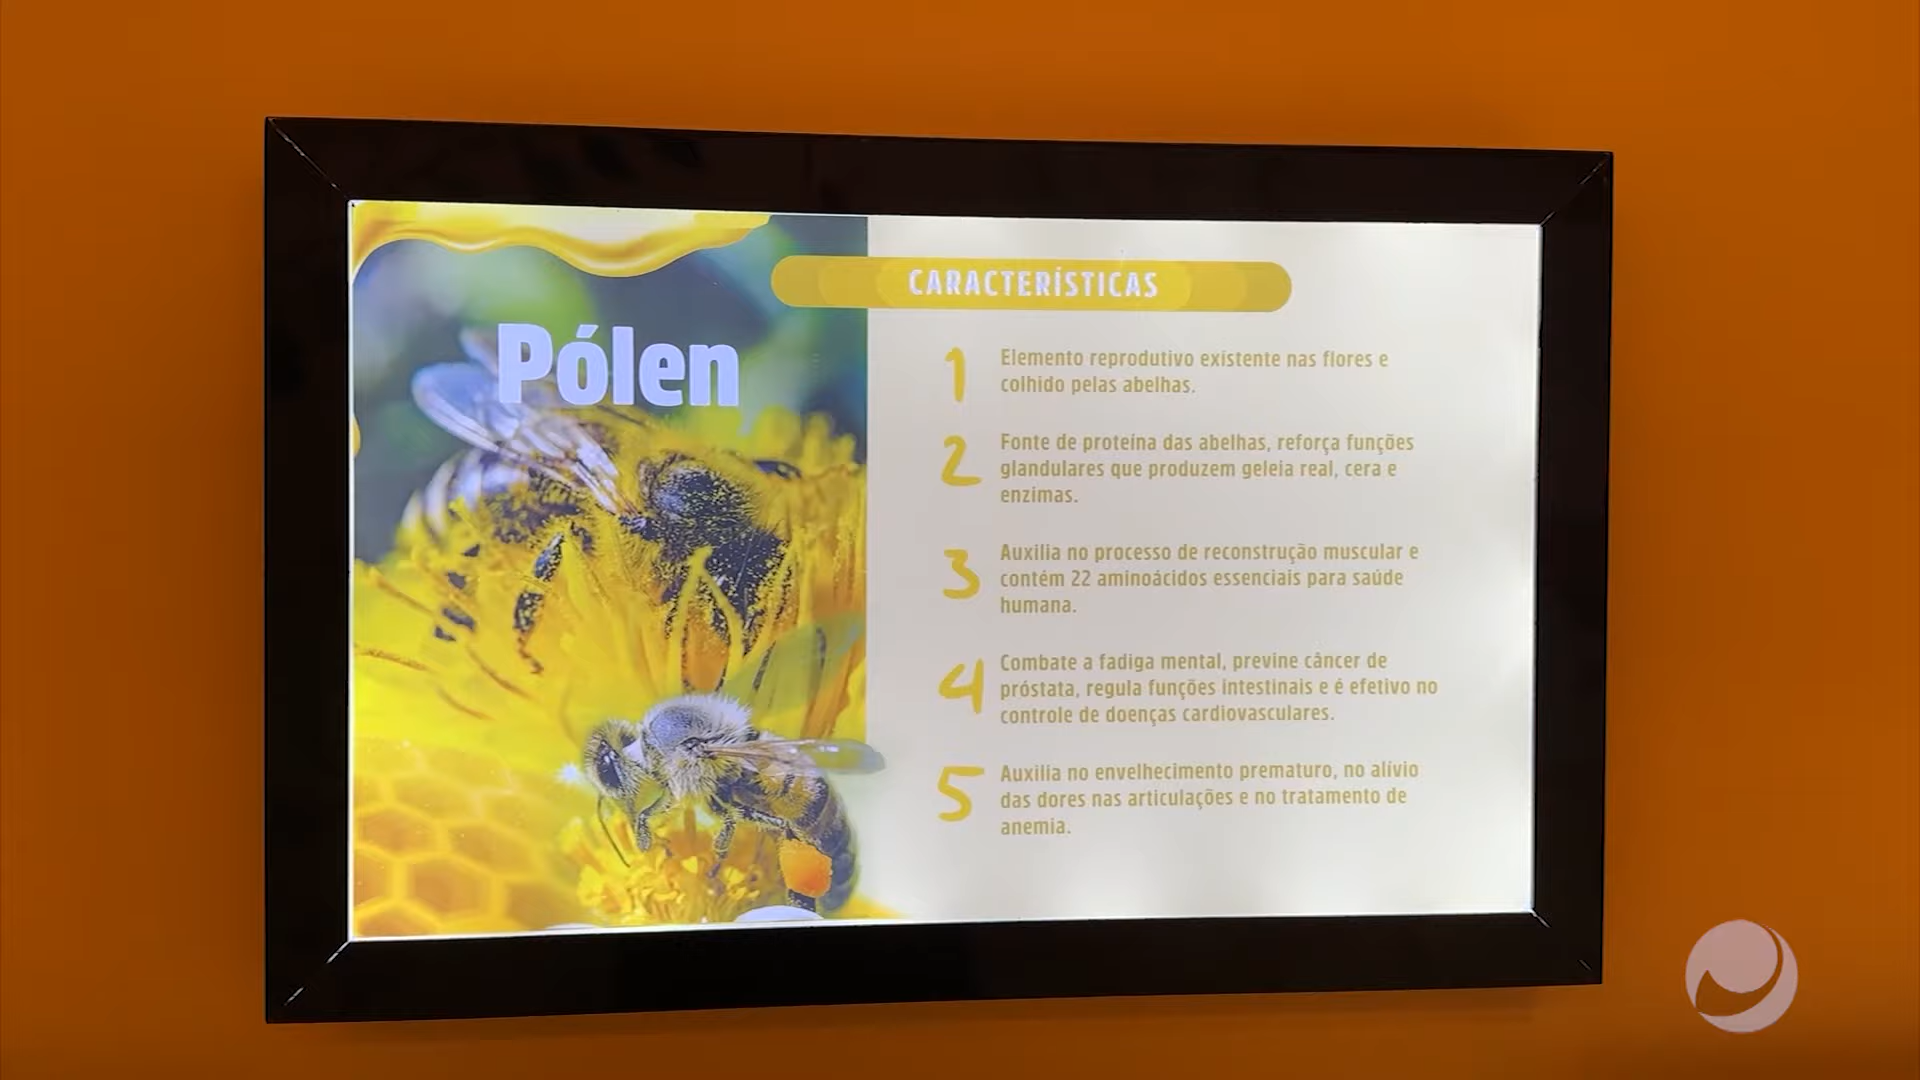 Pólen
CARACTERÍSTICAS
1
Elemento reprodutivo existente nas flores e
colhido pelas abelhas.
2
Fonte de proteína das abelhas, reforça funções
glandulares que produzem geleia real, cera e
enzimas.
3
Auxilia no processo de reconstrução muscular e
contém 22 aminoácidos essenciais para saúde
humana.
4
Combate a fadiga mental, previne câncer de
próstata, regula funções intestinais e é efetivo no
controle de doenças cardiovasculares.
5
Auxilia no envelhecimento prematuro, no alívio
das dores nas articulações e no tratamento de
anemia.